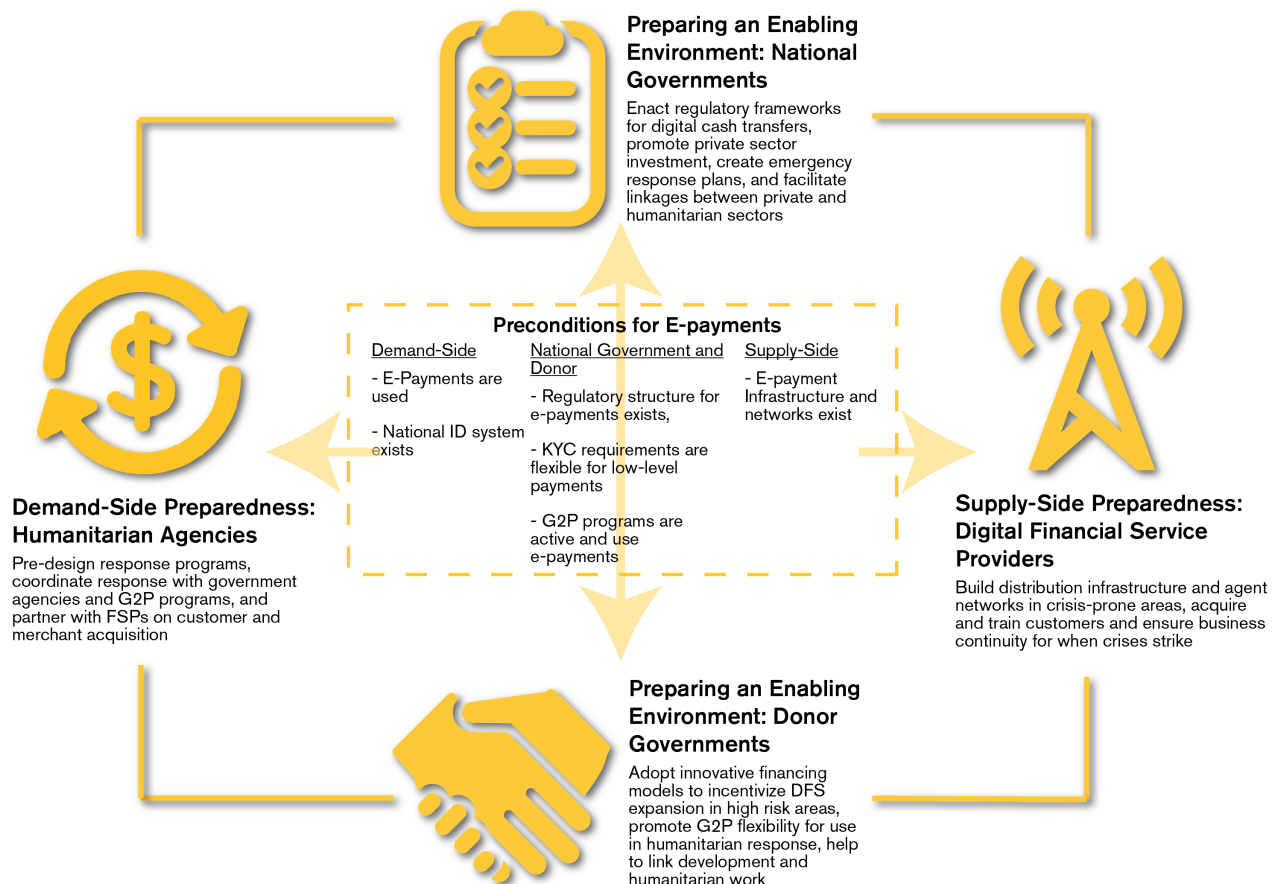 Preparing an Enabling
Environment: National
Governments
Enact regulatory frameworks
for digital cash transfers,
promote private sector
investment, create emergency
response plans, and facilitate
linkages between private and
humanitarian sectors
Preconditions for E-payments
Demand-Side
- E-Payments are
used
- National ID system
exists
National Government and
Donor
- Regulatory structure for
e-payments exists,
- KYC requirements are
flexible for low-level
payments
- G2P programs are
active and use
e-payments
Supply-Side
- E-payment
Infrastructure and
networks exist
Demand-Side Preparedness:
Humanitarian Agencies
Pre-design response programs,
coordinate response with government
agencies and G2P programs, and
partner with FSPs on customer and
merchant acquisition
Supply-Side Preparedness:
Digital Financial Service
Providers
Build distribution infrastructure and agent
networks in crisis-prone areas, acquire
and train customers and ensure business
continuity for when crises strike
Preparing an Enabling
Environment: Donor
Governments
Adopt innovative financing
models to incentivize DFS
expansion in high risk areas,
promote G2P flexibility for use
in humanitarian response, help
to link development and
humanitarian work